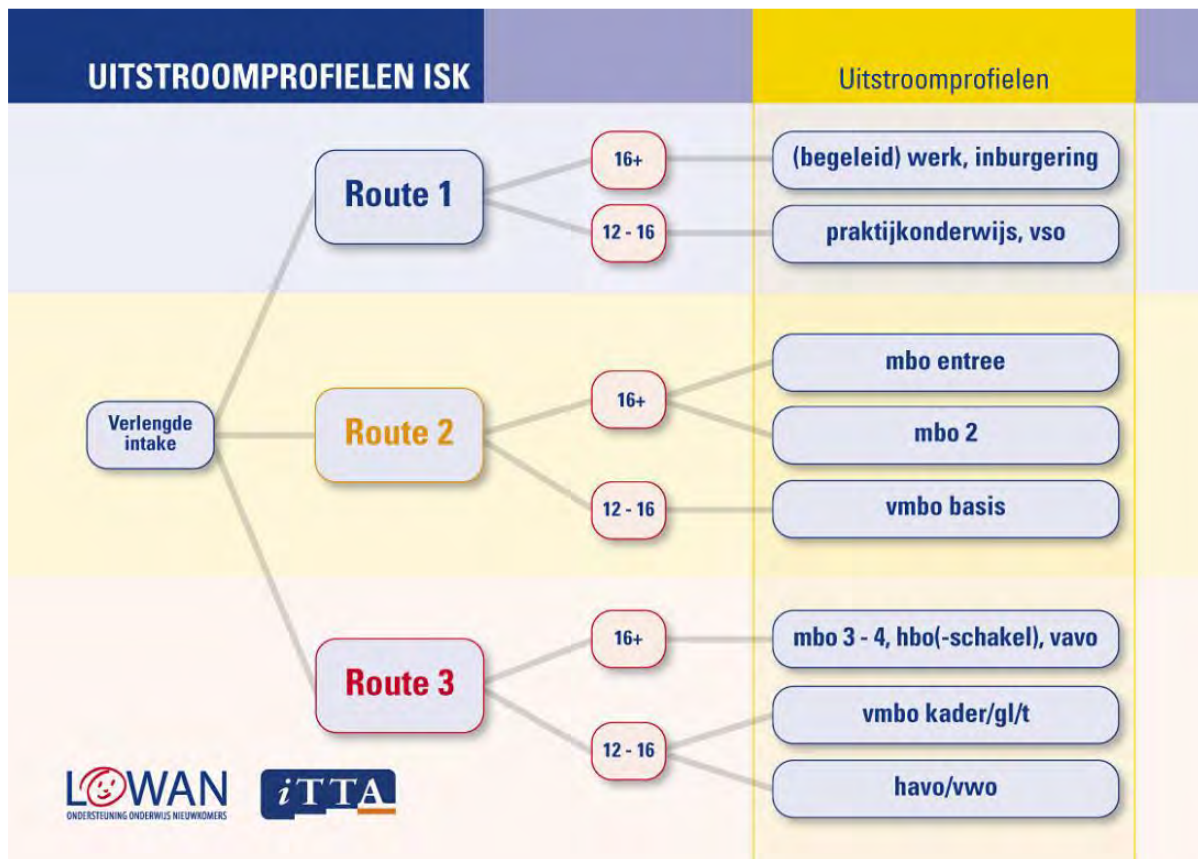 UITSTROOMPROFIELEN ISK
Uitstroomprofielen
Route 1
16+
(begeleid) werk, inburgering
12 - 16
praktijkonderwijs, vso
Verlengde
intake
Route 2
16+
mbo entree
mbo 2
12 - 16
vmbo basis
Route 3
16+
mbo 3 - 4, hbo(-schakel), vavo
12 - 16
vmbo kader/gl/t
havo/vwo
LOWAN
ONDERSTEUNING ONDERWIJS NIEUWKOMERS
iTTA